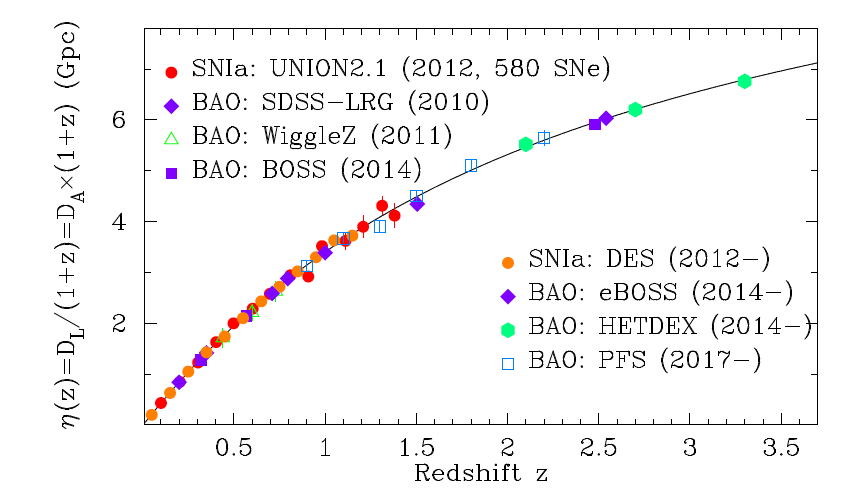 η(z)=D_L/(1+z)=D_A×(1+z) (Gpc)
SNIa: UNION2.1 (2012, 580 SNe)
BAO: SDSS-LRG (2010)
BAO: WiggleZ (2011)
BAO: BOSS (2014)
SNIa: DES (2012-)
BAO: eBOSS (2014-)
BAO: HETDEX (2014-)
BAO: PFS (2017-)
6
4
2
0.5 1 1.5 2 2.5 3 3.5
Redshift z